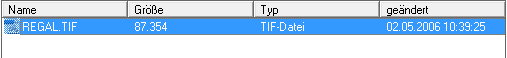 Name Größe Typ geändert
REGAL.TIF 87.354 TIF-Datei 02.05.2006 10:39:25